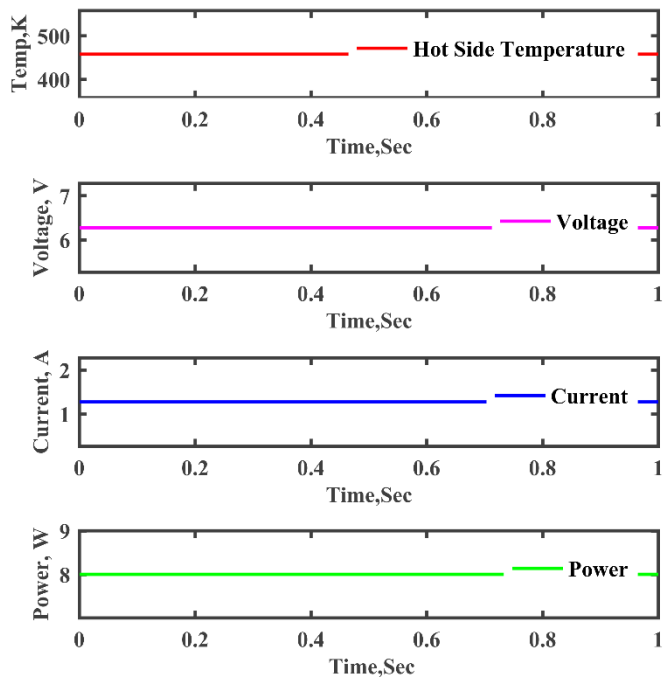 Temp,K
500
400
Hot Side Temperature
0 0.2 0.4 0.6 0.8 1
Time,Sec
Voltage, V
7
6
Voltage
0 0.2 0.4 0.6 0.8 1
Time,Sec
Current, A
2
1
Current
0 0.2 0.4 0.6 0.8 1
Time,Sec
Power, W
9
8
Power
0 0.2 0.4 0.6 0.8 1
Time,Sec